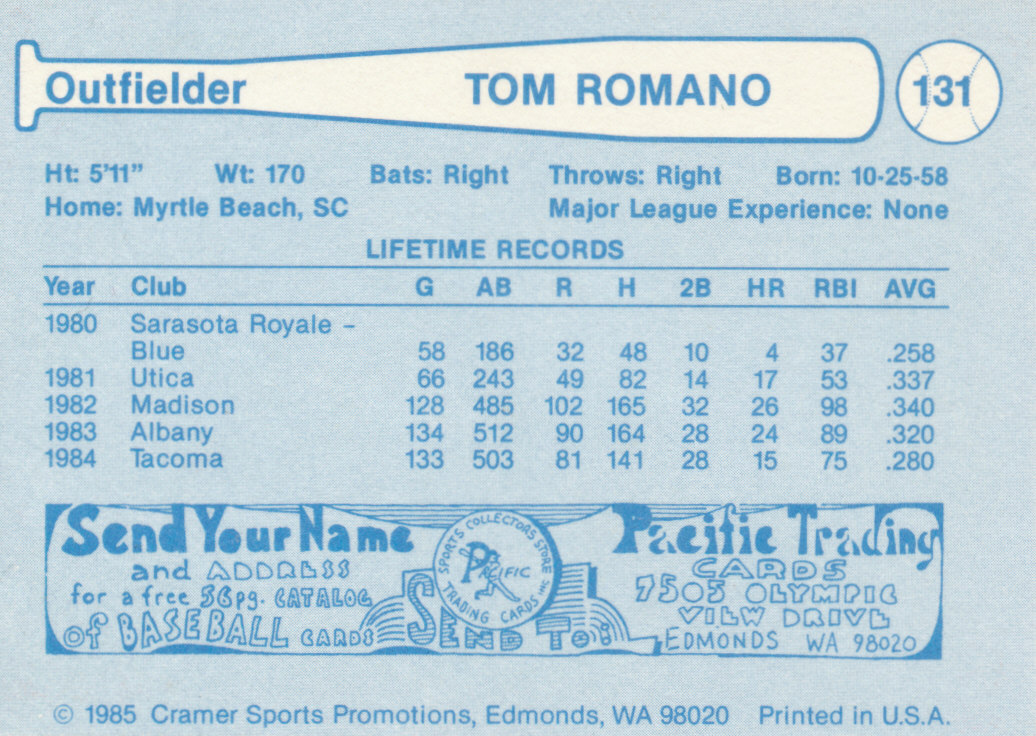 Outfielder TOM ROMANO 131
Ht: 5'11" Wt: 170 Bats: Right Throws: Right Born: 10-25-58
Home: Myrtle Beach, SC Major League Experience: None
LIFETIME RECORDS
Year Club G AB R H 2B HR RBI AVG
1980 Sarasota Royale –
Blue 58 186 32 48 10 4 37 .258
1981 Utica 66 243 49 82 14 17 53 .337
1982 Madison 128 485 102 165 32 26 98 .340
1983 Albany 134 512 90 164 28 24 89 .320
1984 Tacoma 133 503 81 141 28 15 75 .280
Send Your Name
and ADDRESS
for a free 56pg. CATALOG
of BASEBALL CARDS
SEND TO:
SPORTS COLLECTORS STORE
PACIFIC
TRADING CARDS INC
Pacific Trading
CARDS
7505 OLYMPIC
VIEW DRIVE
EDMONDS WA 98020
© 1985 Cramer Sports Promotions, Edmonds, WA 98020 Printed in U.S.A.